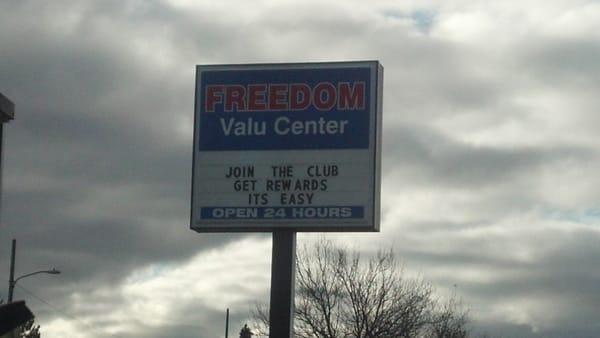 FREEDOM
Valu Center
JOIN THE CLUB
GET REWARDS
ITS EASY
OPEN 24 HOURS